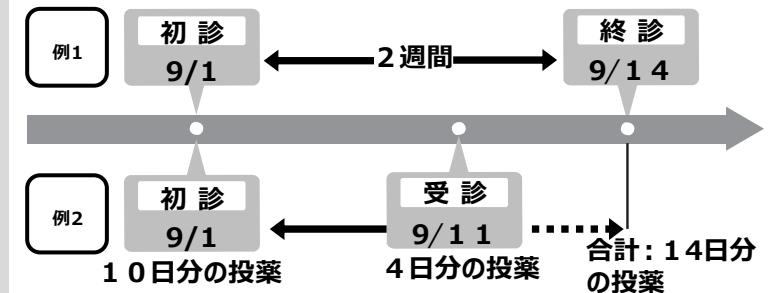 例1
初 診
9/1
2週間
終 診
9/14
例2
初 診
9/1
10日分の投薬
受 診
9/11
4日分の投薬
合計：14日分
の投薬